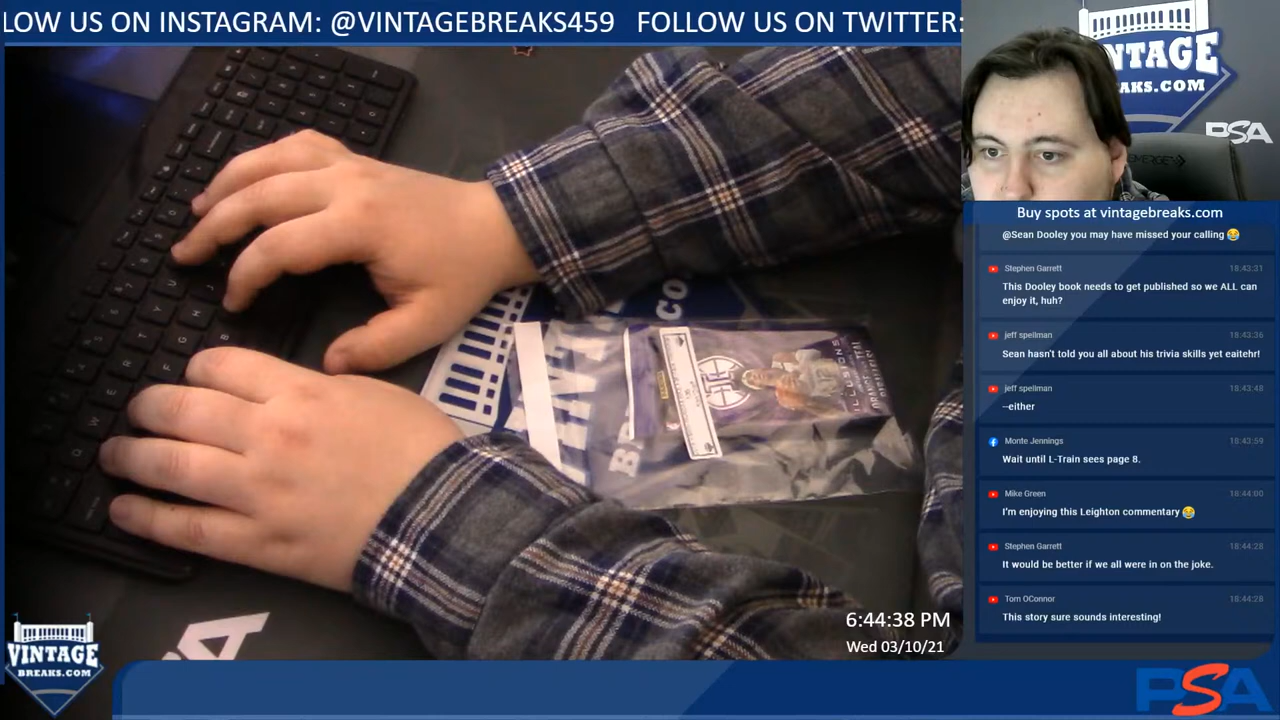 LOW US ON INSTAGRAM: @VINTAGEBREAKS459 FOLLOW US ON TWITTER:
VINTAGE
BREAKS.COM
PSA
Buy spots at vintagebreaks.com
@Sean Dooley you may have missed your calling 😂
Stephen Garrett 18:43:31
This Dooley book needs to get published so we ALL can
enjoy it, huh?
jeff spellman 18:43:36
Sean hasn't told you all about his trivia skills yet eaitehr!
jeff spellman 18:43:48
--either
Monte Jennings 18:43:59
Wait until L-Train sees page 8.
Mike Green 18:44:00
I'm enjoying this Leighton commentary 😂
Stephen Garrett 18:44:28
It would be better if we all were in on the joke.
Tom OConnor 18:44:28
This story sure sounds interesting!
ILLUSIONS
6:44:38 PM
Wed 03/10/21
VINTAGE
BREAKS.COM
PSA